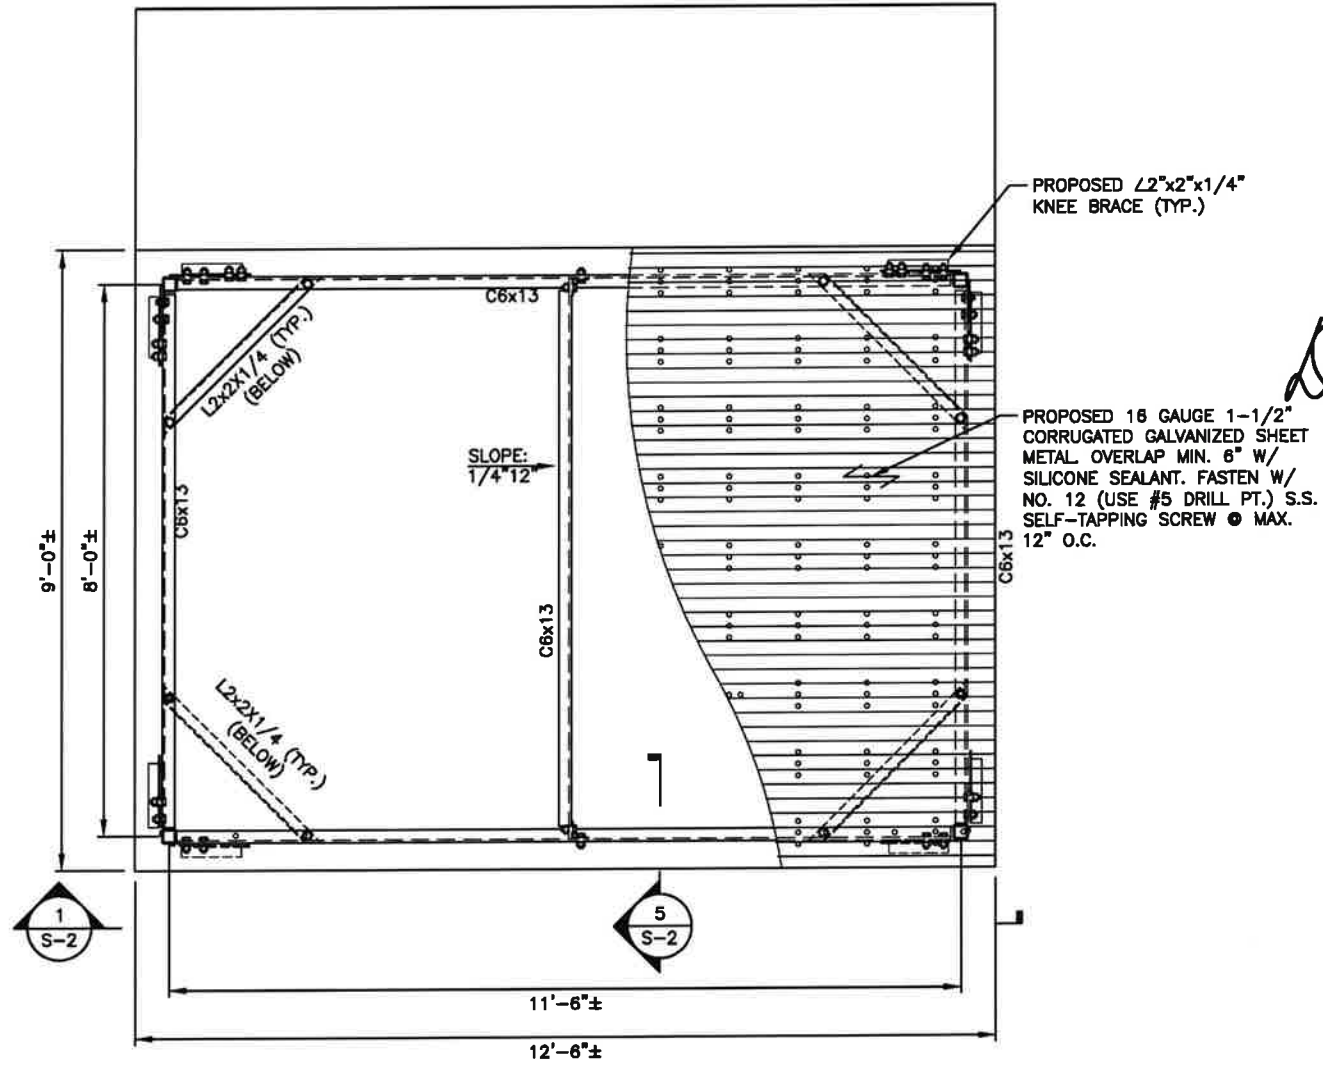 PROPOSED ∠2"x2"x1/4"
KNEE BRACE (TYP.)
C6x13
L2x2X1/4 (TYP.)
(BELOW)
PROPOSED 16 GAUGE 1-1/2"
CORRUGATED GALVANIZED SHEET
METAL. OVERLAP MIN. 6" W/
SILICONE SEALANT. FASTEN W/
NO. 12 (USE #5 DRILL PT.) S.S.
SELF-TAPPING SCREW @ MAX.
12" O.C.
SLOPE:
1/4"12"
C6x13
9'-0"±
8'-0"±
C6x13
C6x13
L2x2X1/4 (TYP.)
(BELOW)
1
S-2
5
S-2
11'-6"±
12'-6"±